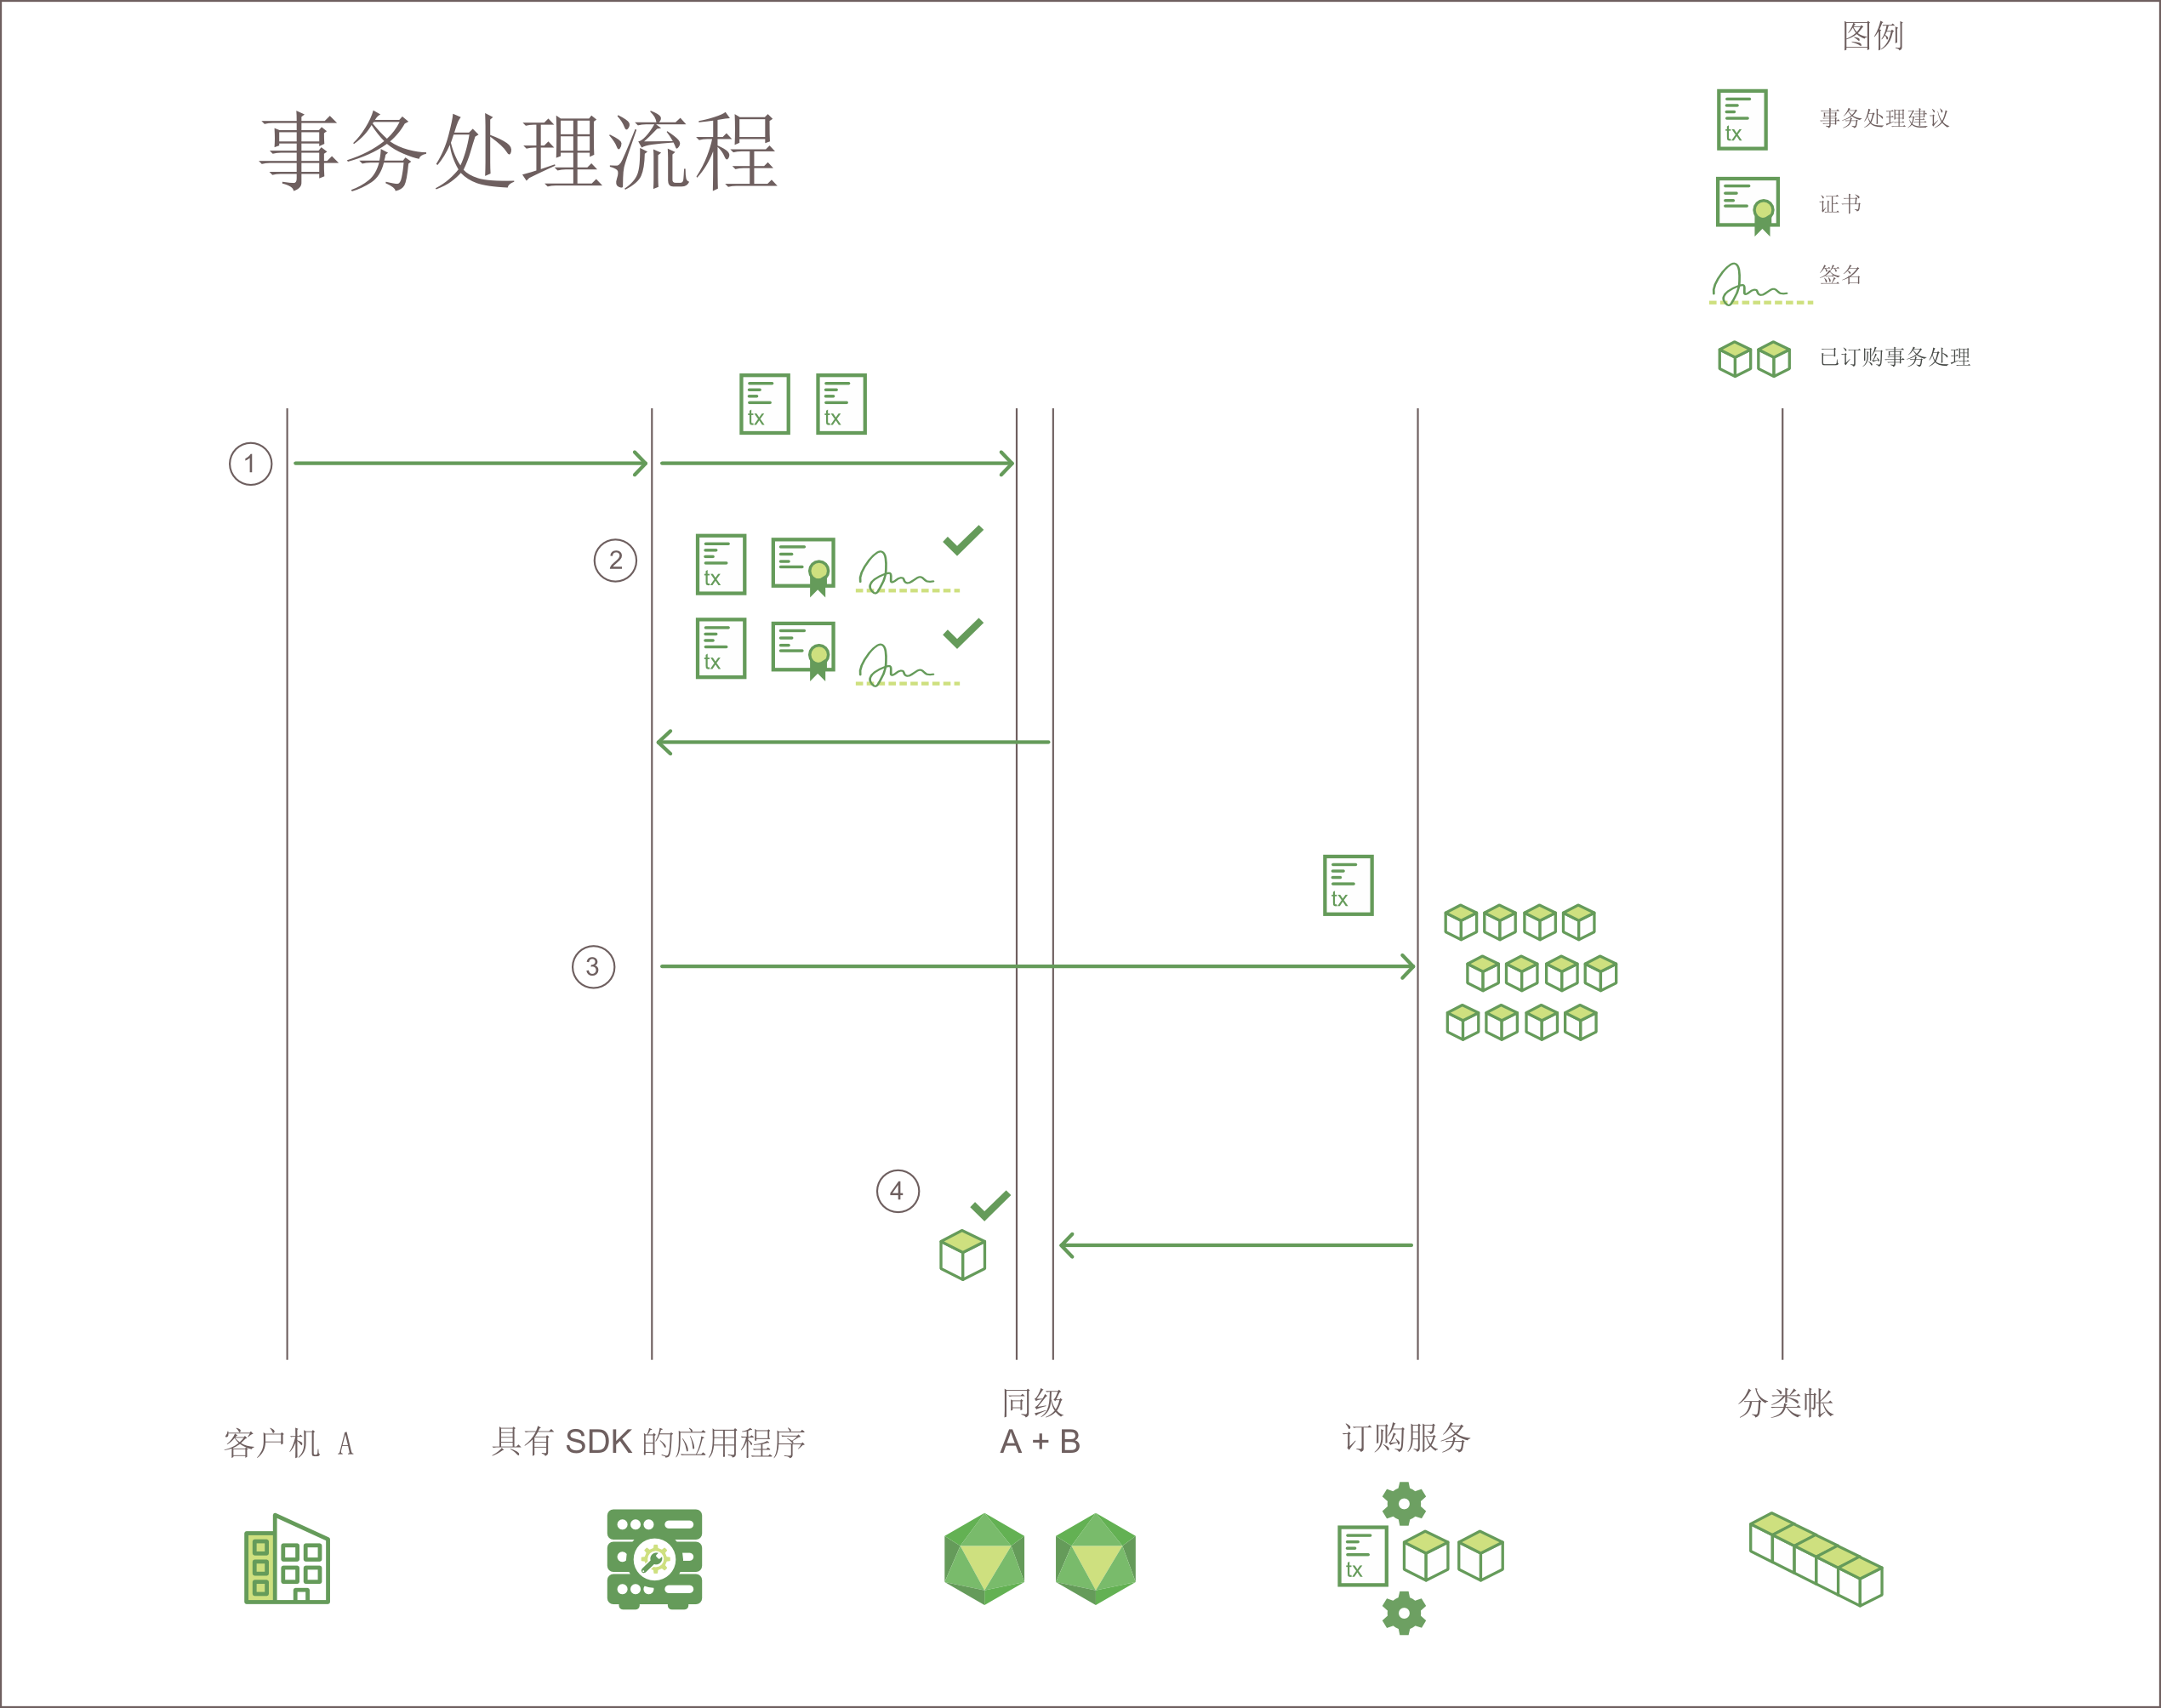 图例
事务处理流程
tx
事务处理建议
证书
签名
已订购事务处理
tx
tx
1
2
tx
tx
tx
3
4
客户机 A
具有 SDK 的应用程序
同级
A + B
订购服务
分类帐
tx